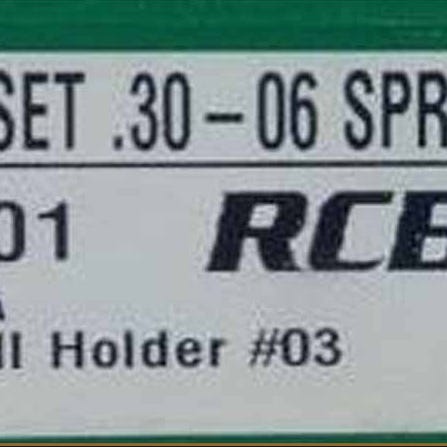 SET .30-06 SPR
01 RCB
A
ll Holder #03